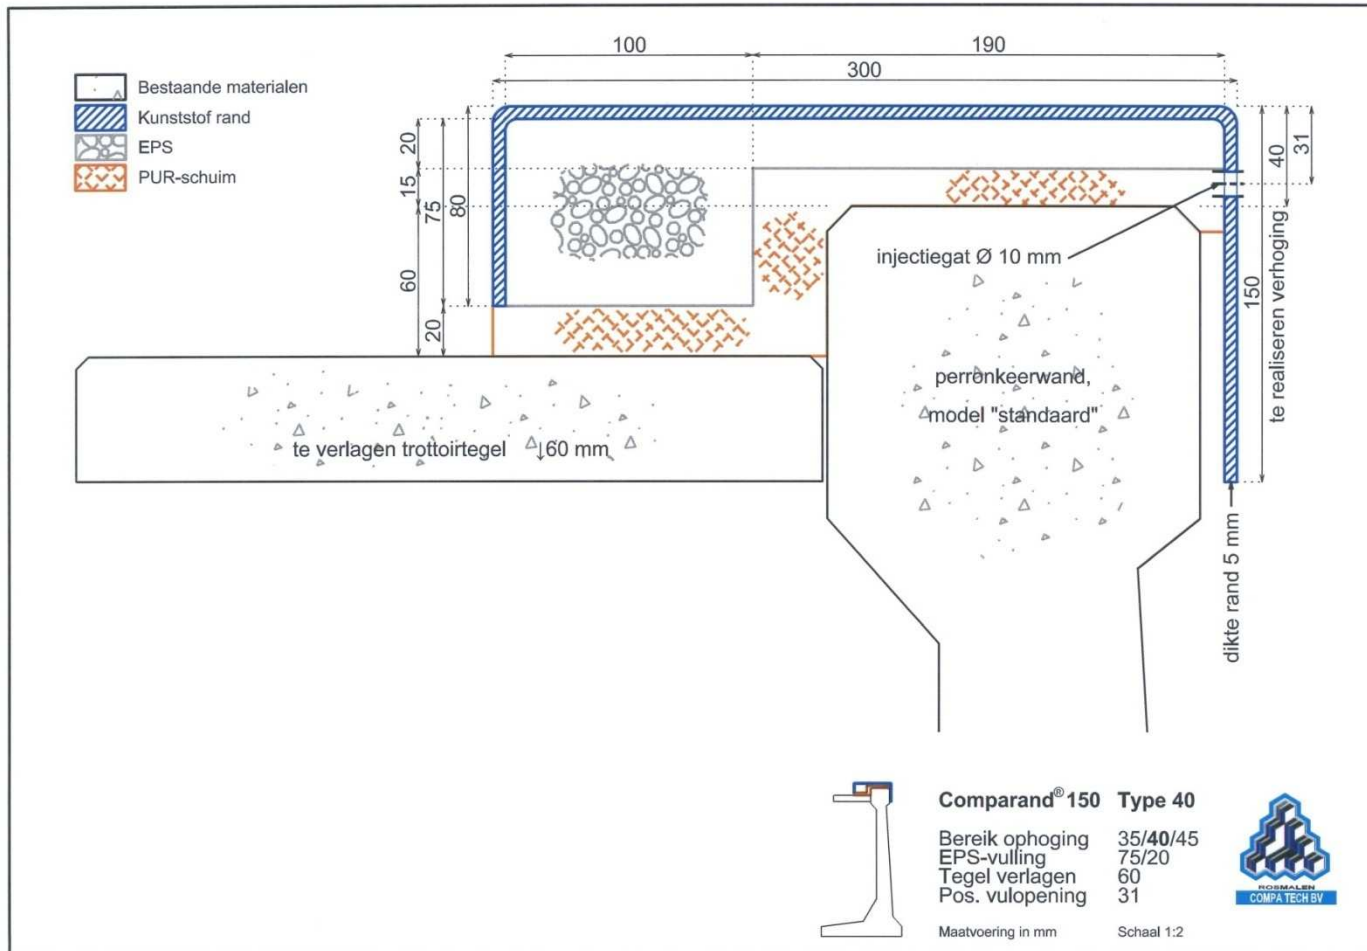 100
190
300
Bestaande materialen
Kunststof rand
EPS
PUR-schuim
20
15
75
80
60
20
40
31
150
te realiseren verhoging
injectiegat Ø 10 mm
perronkeerwand,
model "standaard"
te verlagen trottoirtegel ↓60 mm
dikte rand 5 mm
Comparand® 150 Type 40
Bereik ophoging 35/40/45
EPS-vulling 75/20
Tegel verlagen 60
Pos. vulopening 31
Maatvoering in mm Schaal 1:2
ROSMALEN
COMPA TECH BV